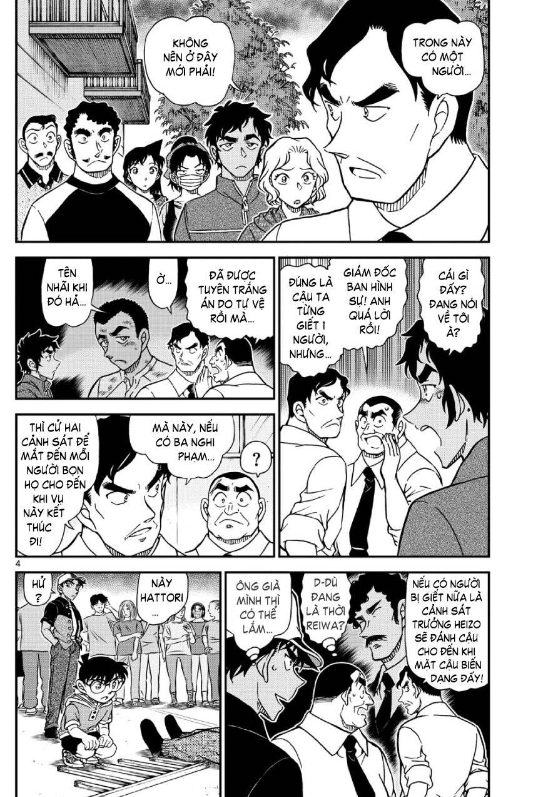 TRONG NÀY
CÓ MỘT
NGƯỜI...
KHÔNG
NÊN Ở ĐÂY
MỚI PHẢI!
CÁI GÌ
ĐẤY?
ĐANG NÓI
VỀ TÔI
À?
GIÁM ĐỐC
BAN HÌNH
SỰ! ANH
QUÁ LỜI
RỒI!
ĐÚNG LÀ
CẬU TA
TỪNG
GIẾT 1
NGƯỜI,
NHƯNG...
ĐÃ ĐƯỢC
TUYÊN TRẮNG
ÁN DO TỰ VỆ
RỒI MÀ...
Ờ...
TÊN
NHÃI KHI
ĐÓ HẢ...
MÀ NÀY, NẾU
CÓ BA NGHI
PHẠM...
?
THÌ CỬ HAI
CẢNH SÁT ĐỂ
MẮT ĐẾN MỖI
NGƯỜI BỌN
HỌ CHO ĐẾN
KHI VỤ
NÀY KẾT
THÚC
ĐI!
4
NẾU CÓ NGƯỜI
BỊ GIẾT NỮA LÀ
CẢNH SÁT
TRƯỞNG HEIZO
SẼ ĐÁNH CẬU
CHO ĐẾN KHI
MẶT CẬU BIẾN
DẠNG ĐẤY!
D-DÙ
ĐANG
LÀ THỜI
REIWA?
ÔNG GIÀ
MÌNH THÌ
CÓ THỂ
LẮM...
NÀY
HATTORI
...
HỬ
?